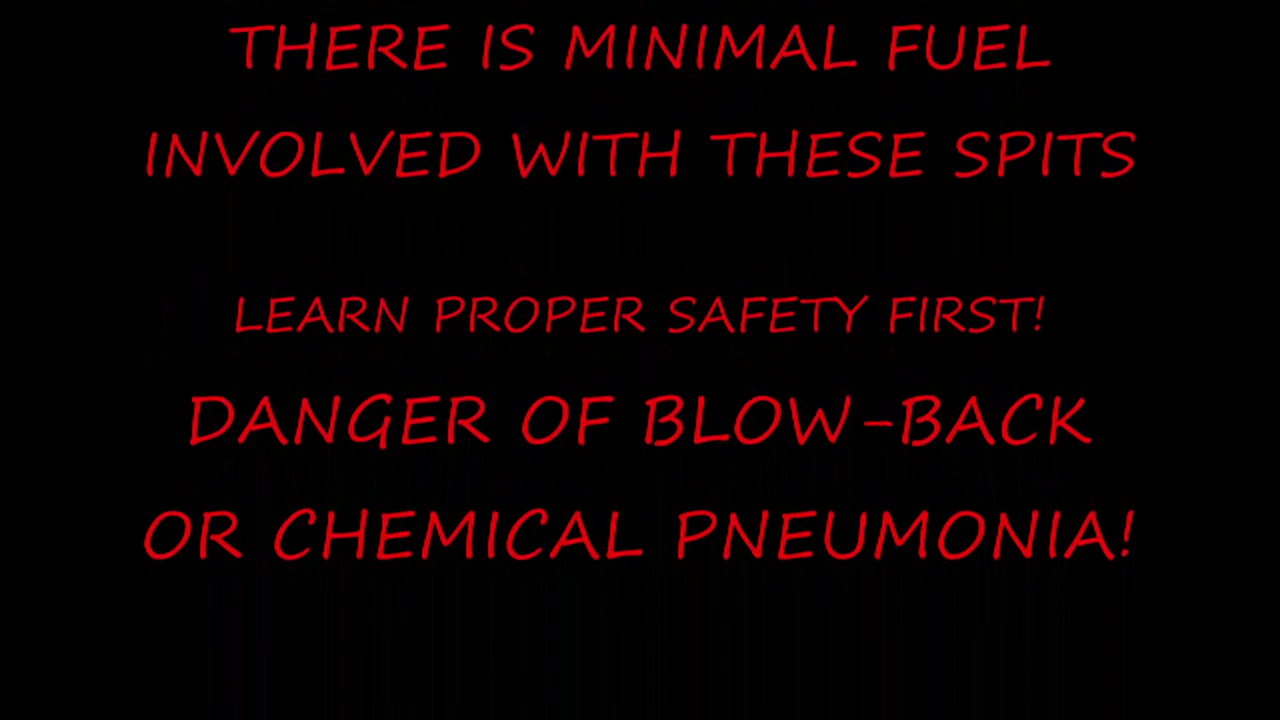 THERE IS MINIMAL FUEL
INVOLVED WITH THESE SPITS
LEARN PROPER SAFETY FIRST!
DANGER OF BLOW-BACK
OR CHEMICAL PNEUMONIA!